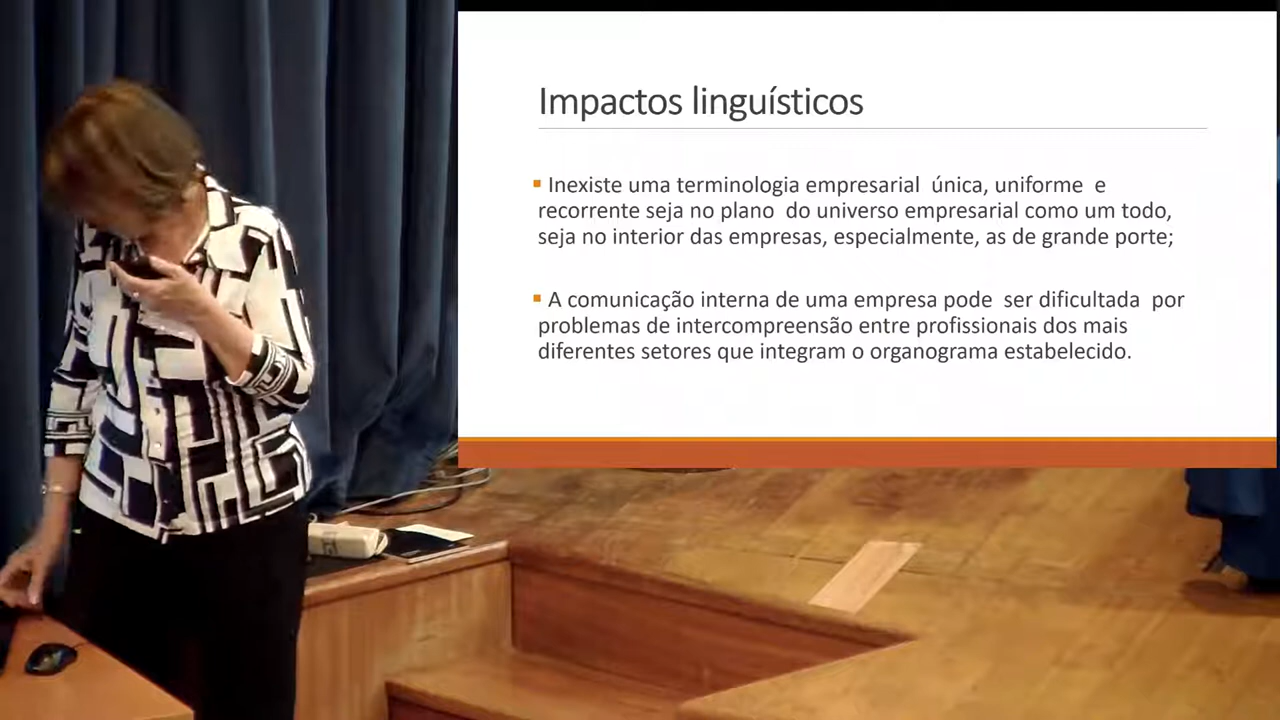 Impactos linguísticos
Inexiste uma terminologia empresarial única, uniforme e
recorrente seja no plano do universo empresarial como um todo,
seja no interior das empresas, especialmente, as de grande porte;
A comunicação interna de uma empresa pode ser dificultada por
problemas de intercompreensão entre profissionais dos mais
diferentes setores que integram o organograma estabelecido.